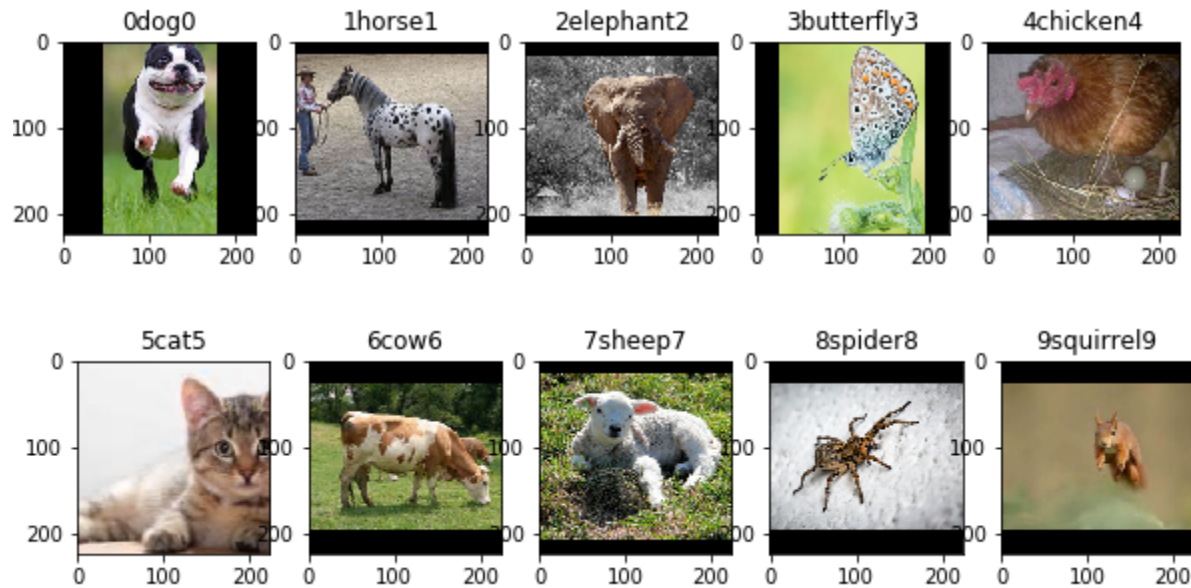 0dog0 1horse1 2elephant2 3butterfly3 4chicken4
0 0 0 0 0
100 00 100 100 100
200 00 200 200 200
0 100 200 0 100 200 0 100 200 0 100 200 0 100 200
5cat5 6cow6 7sheep7 8spider8 9squirrel9
0 0 0 0 0
100 100 100 100 100
200 200 200 200 200
0 100 200 0 100 200 0 100 200 0 100 200 0 100 200